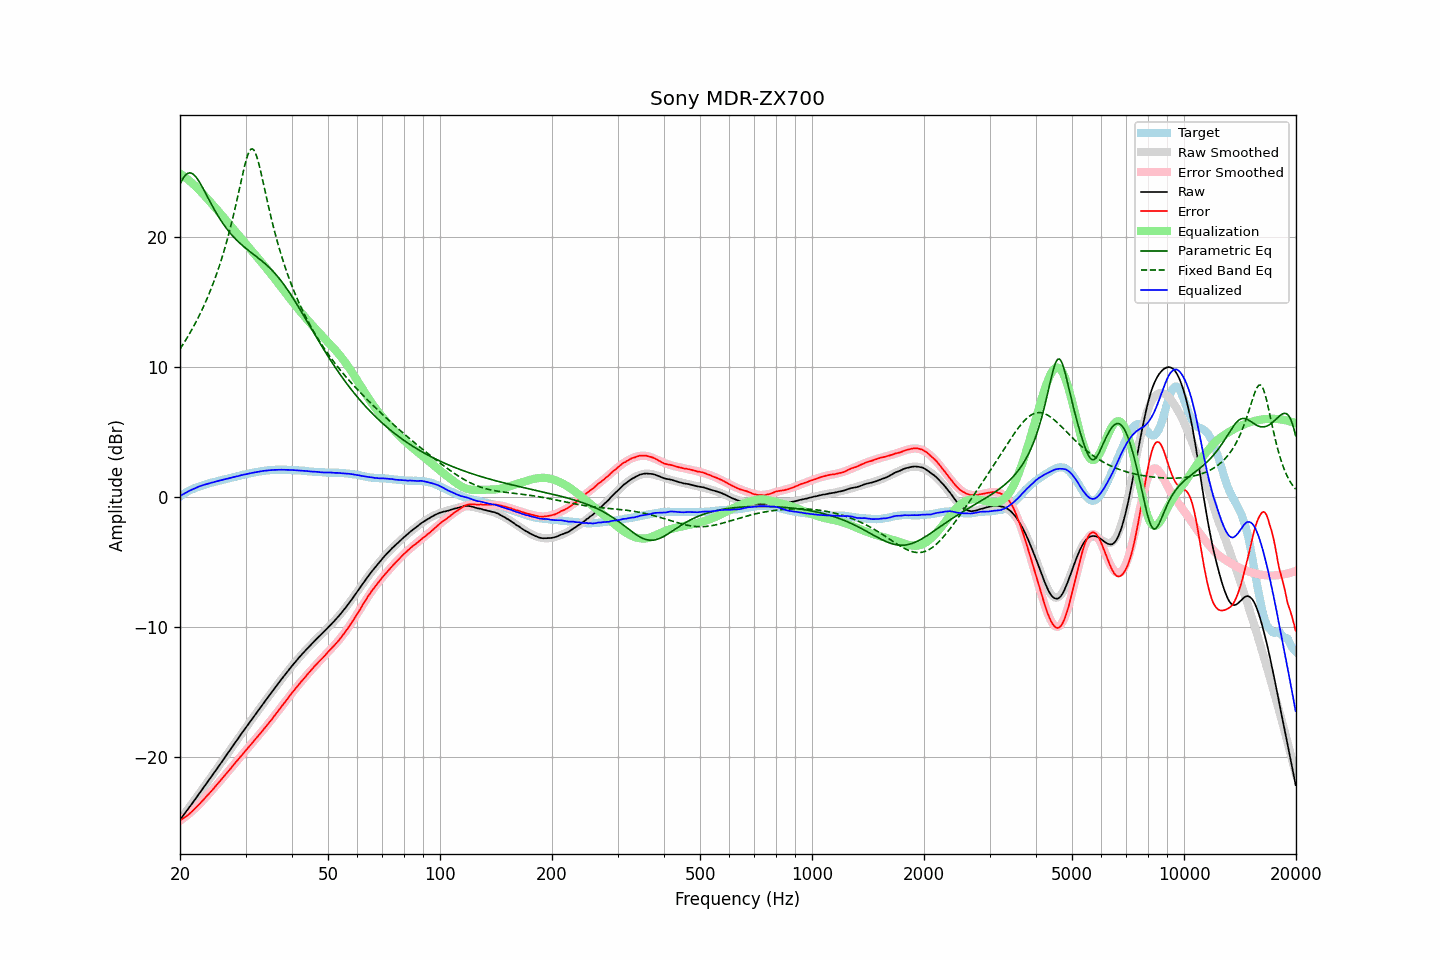 Sony MDR-ZX700
Target
Raw Smoothed
Error Smoothed
Raw
Error
Equalization
Parametric Eq
Fixed Band Eq
Equalized
Amplitude (dBr)
20
10
0
−10
−20
20 50 100 200 500 1000 2000 5000 10000 20000
Frequency (Hz)